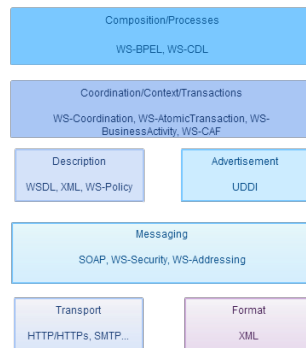 Composition/Processes
WS-BPEL, WS-CDL
Coordination/Context/Transactions
WS-Coordination, WS-AtomicTransaction, WS-
BusinessActivity, WS-CAF
Description
WSDL, XML, WS-Policy
Advertisement
UDDI
Messaging
SOAP, WS-Security, WS-Addressing
Transport
HTTP/HTTPs, SMTP...
Format
XML